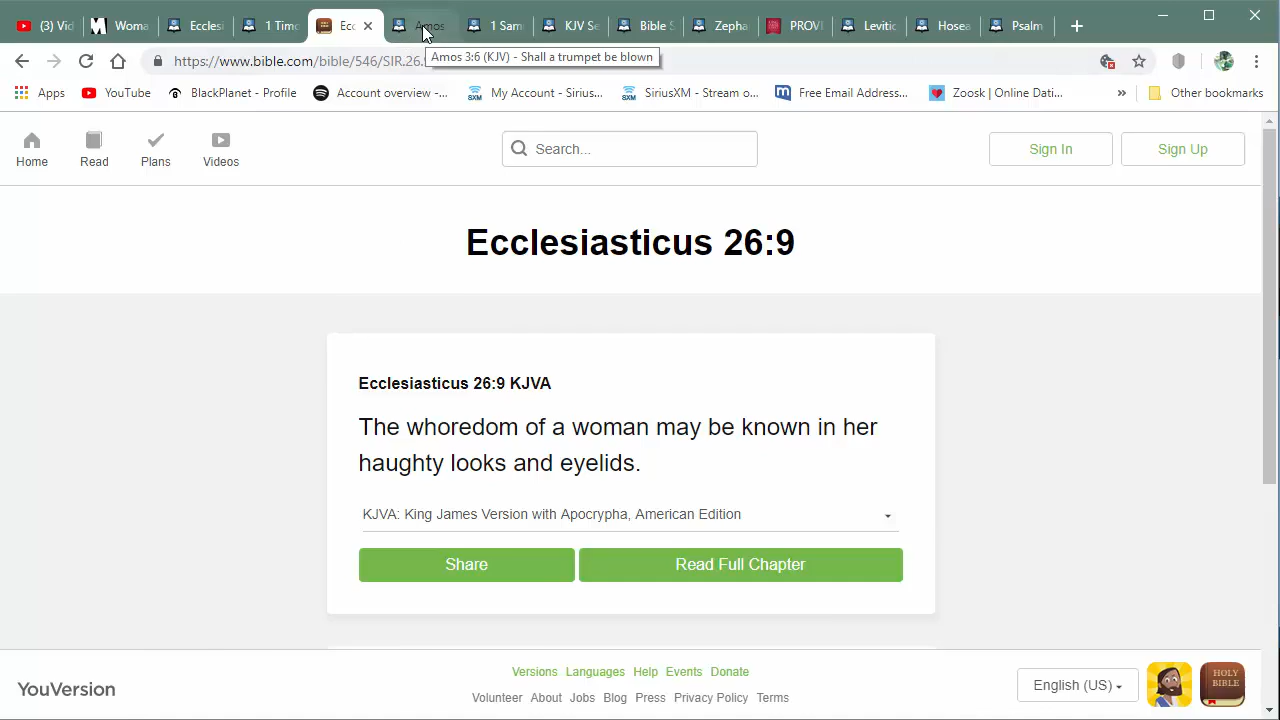 (3) Vid
Woma
Ecclesi
1 Timo
Ecc
Amos
1 Sam
KJV Se
Bible S
Zepha
PROVI
Levitic
Hosea
Psalm
https://www.bible.com/bible/546/SIR.26.
Amos 3:6 (KJV) - Shall a trumpet be blown
Apps
YouTube
BlackPlanet - Profile
Account overview -...
My Account - Sirius...
SiriusXM - Stream o...
Free Email Address...
Zoosk | Online Dati...
»
Other bookmarks
Home
Read
Plans
Videos
Search...
Sign In
Sign Up
Ecclesiasticus 26:9
Ecclesiasticus 26:9 KJVA
The whoredom of a woman may be known in her
haughty looks and eyelids.
KJVA: King James Version with Apocrypha, American Edition
Share
Read Full Chapter
Versions Languages Help Events Donate
YouVersion
Volunteer About Jobs Blog Press Privacy Policy Terms
English (US)
HOLY
BIBLE